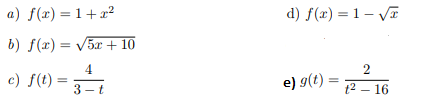 a) f(x) = 1 + x²
b) f(x) = √(5x + 10)
c) f(t) = 4/(3 − t)
d) f(x) = 1 − √x
e) g(t) = 2/(t² − 16)